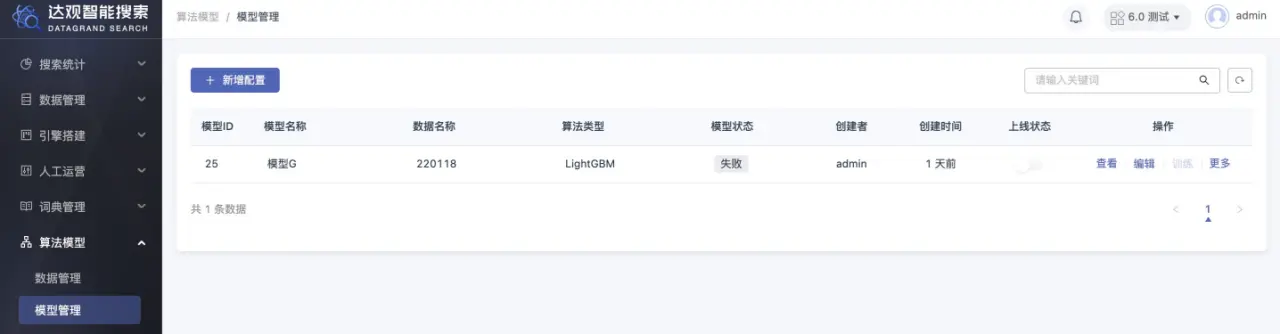 达观智能搜索
DATAGRAND SEARCH
算法模型 / 模型管理
6.0 测试
admin
搜索统计
数据管理
引擎搭建
人工运营
词典管理
算法模型
数据管理
模型管理
+ 新增配置
请输入关键词
模型ID 模型名称 数据名称 算法类型 模型状态 创建者 创建时间 上线状态 操作
25 模型G 220118 LightGBM 失败 admin 1 天前 查看 编辑 训练 更多
共 1 条数据
< 1 >